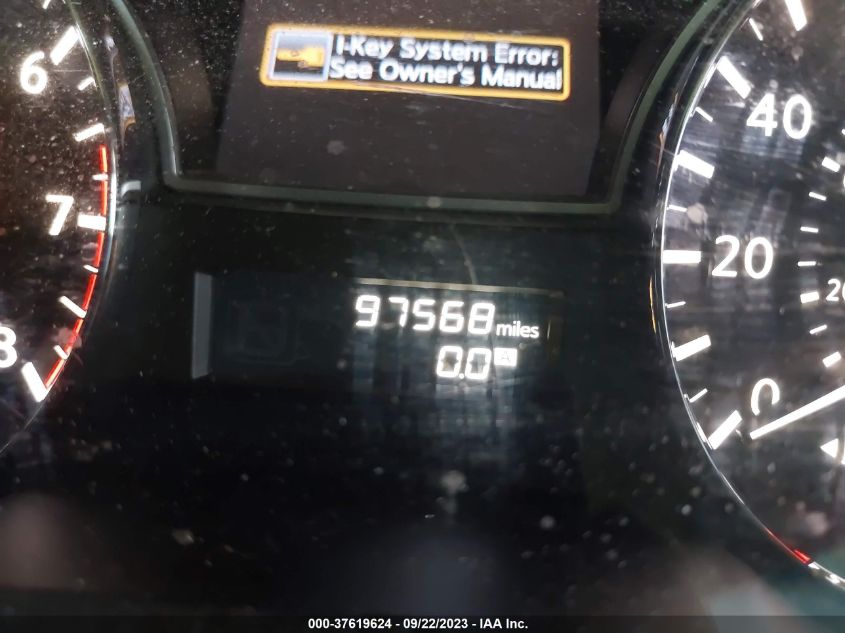 I-Key System Error:
See Owner's Manual
6
7
8
40
20
20
0
97568 miles
0.0 A
000-37619624 - 09/22/2023 - IAA Inc.